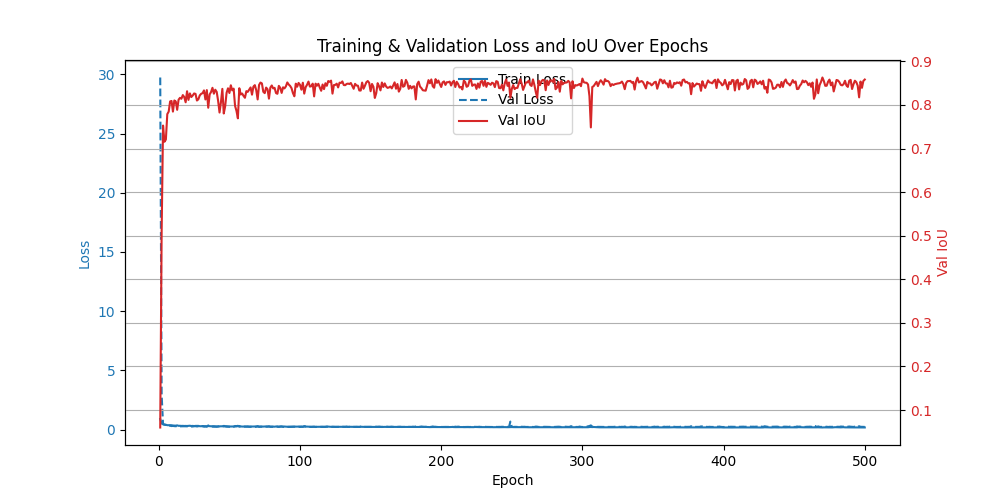 Training & Validation Loss and IoU Over Epochs
Train Loss
Val Loss
Val IoU
Loss
30
25
20
15
10
5
0
0.9
0.8
0.7
0.6
0.5
0.4
0.3
0.2
0.1
Val IoU
0 100 200 300 400 500
Epoch